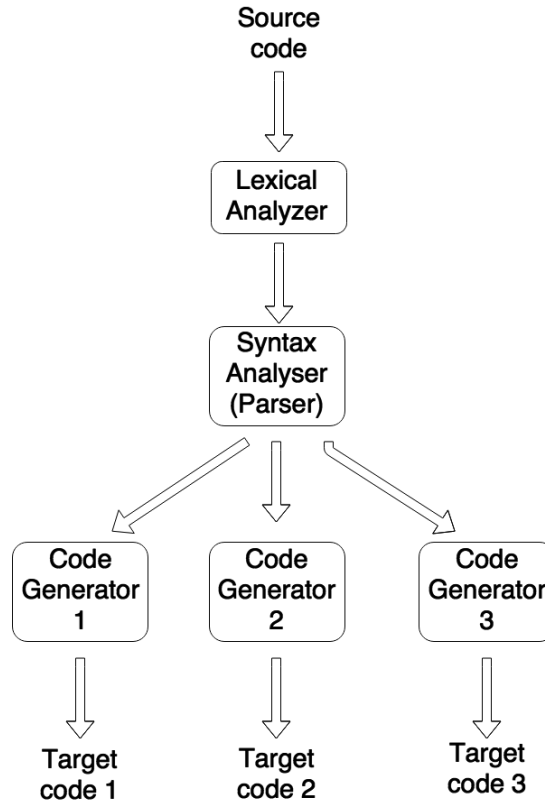 Source
code
Lexical
Analyzer
Syntax
Analyser
(Parser)
Code
Generator
1
Code
Generator
2
Code
Generator
3
Target
code 1
Target
code 2
Target
code 3